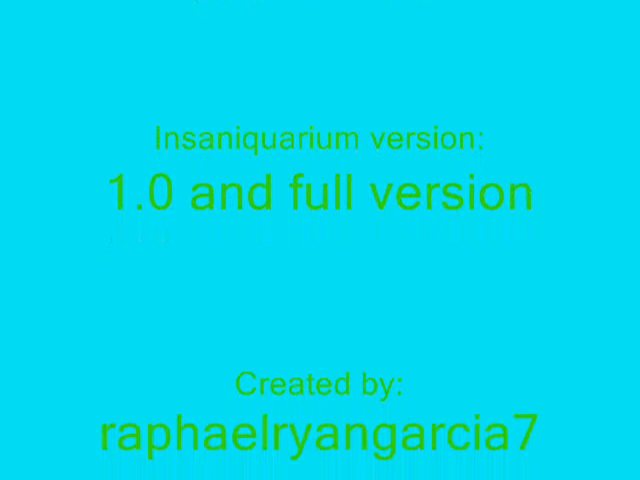 Insaniquarium version:
1.0 and full version
Created by:
raphaelryangarcia7